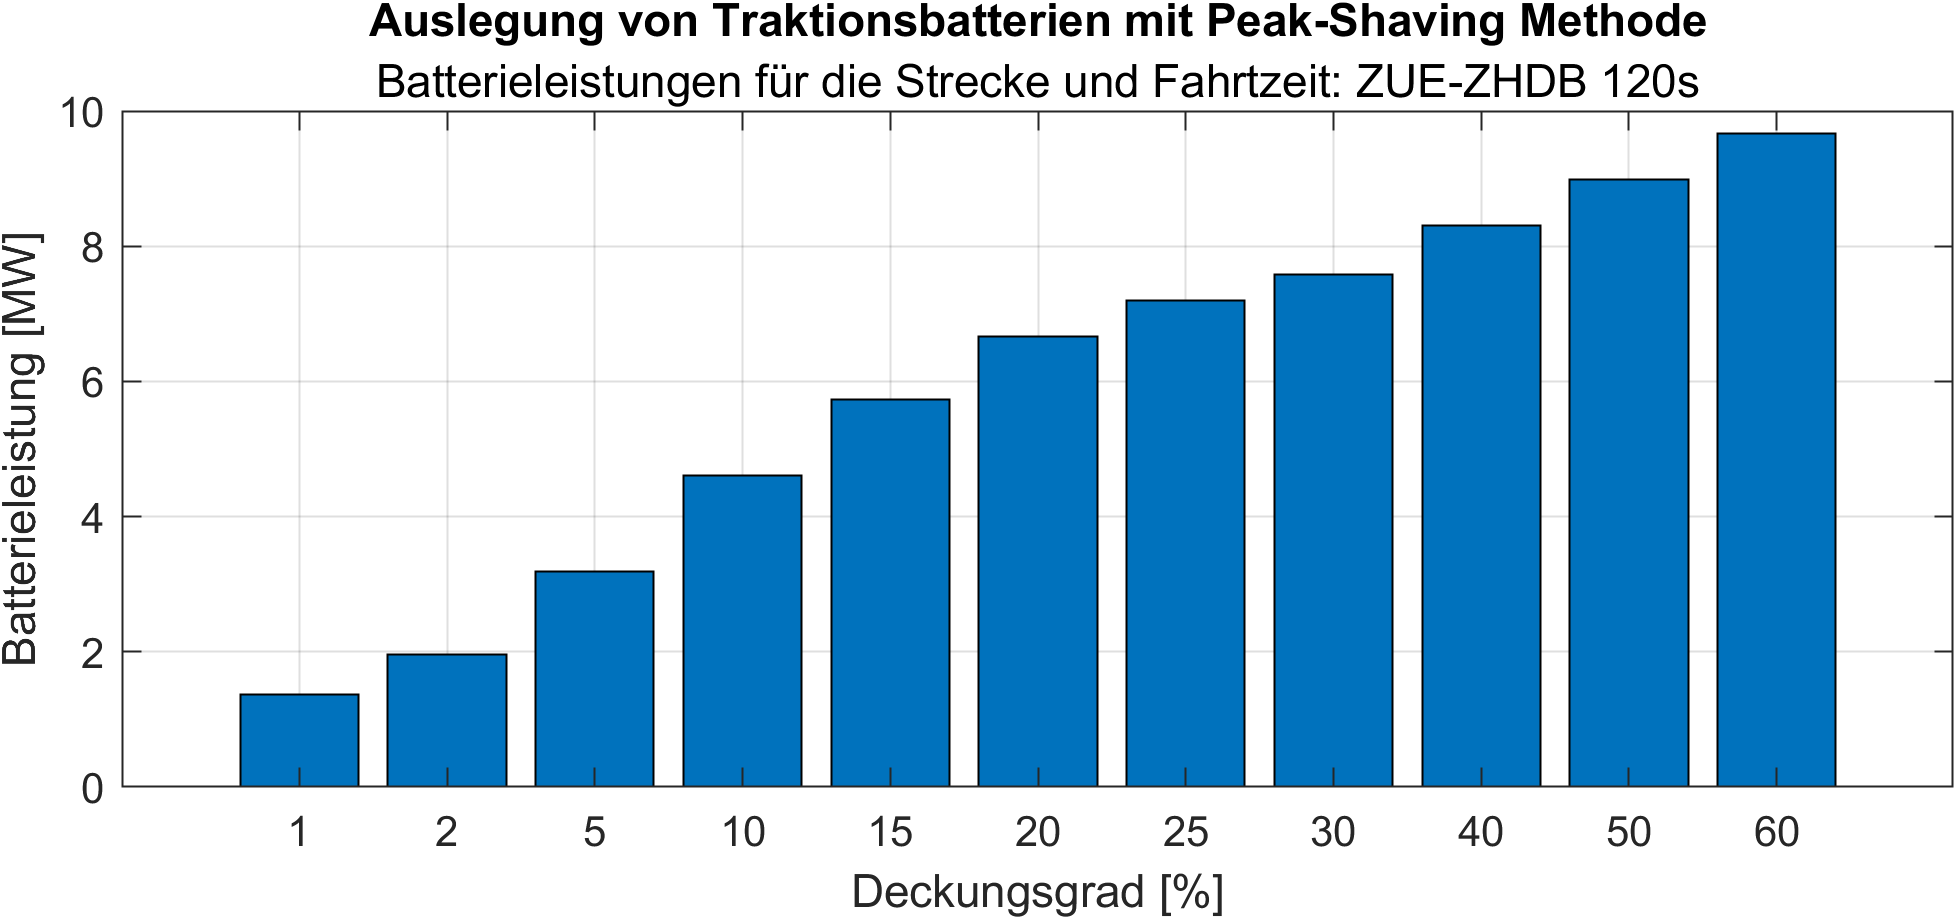 Auslegung von Traktionsbatterien mit Peak-Shaving Methode
Batterieleistungen für die Strecke und Fahrtzeit: ZUE-ZHDB 120s
Batterieleistung [MW]
10
8
6
4
2
0
1 2 5 10 15 20 25 30 40 50 60
Deckungsgrad [%]